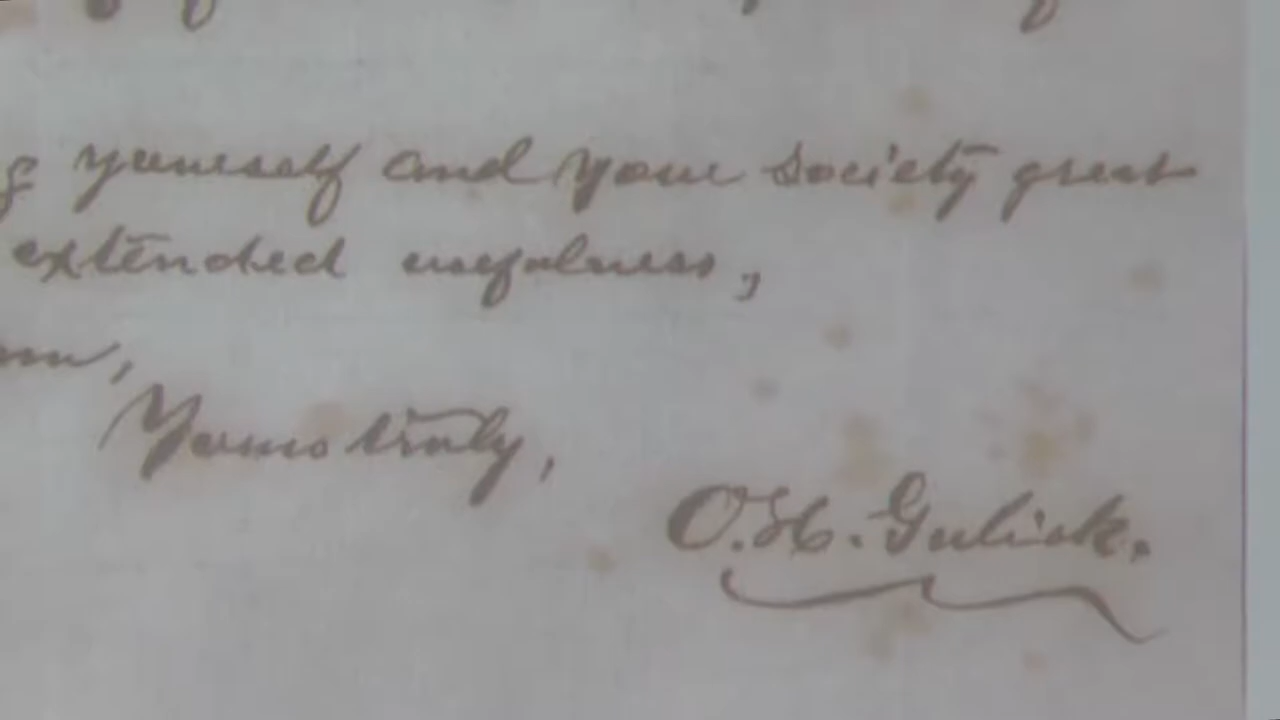 yourself and your Society great
extended usefulness,
Yours truly,
O. H. Gulick.